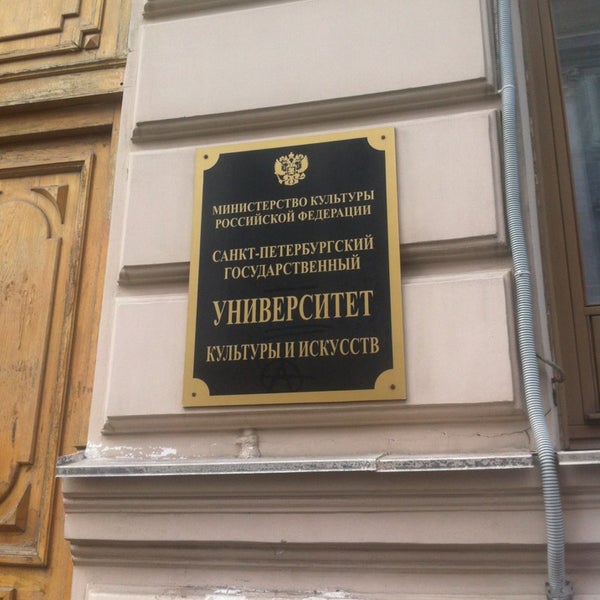 МИНИСТЕРСТВО КУЛЬТУРЫ
РОССИЙСКОЙ ФЕДЕРАЦИИ
САНКТ-ПЕТЕРБУРГСКИЙ
ГОСУДАРСТВЕННЫЙ
УНИВЕРСИТЕТ
КУЛЬТУРЫ И ИСКУССТВ